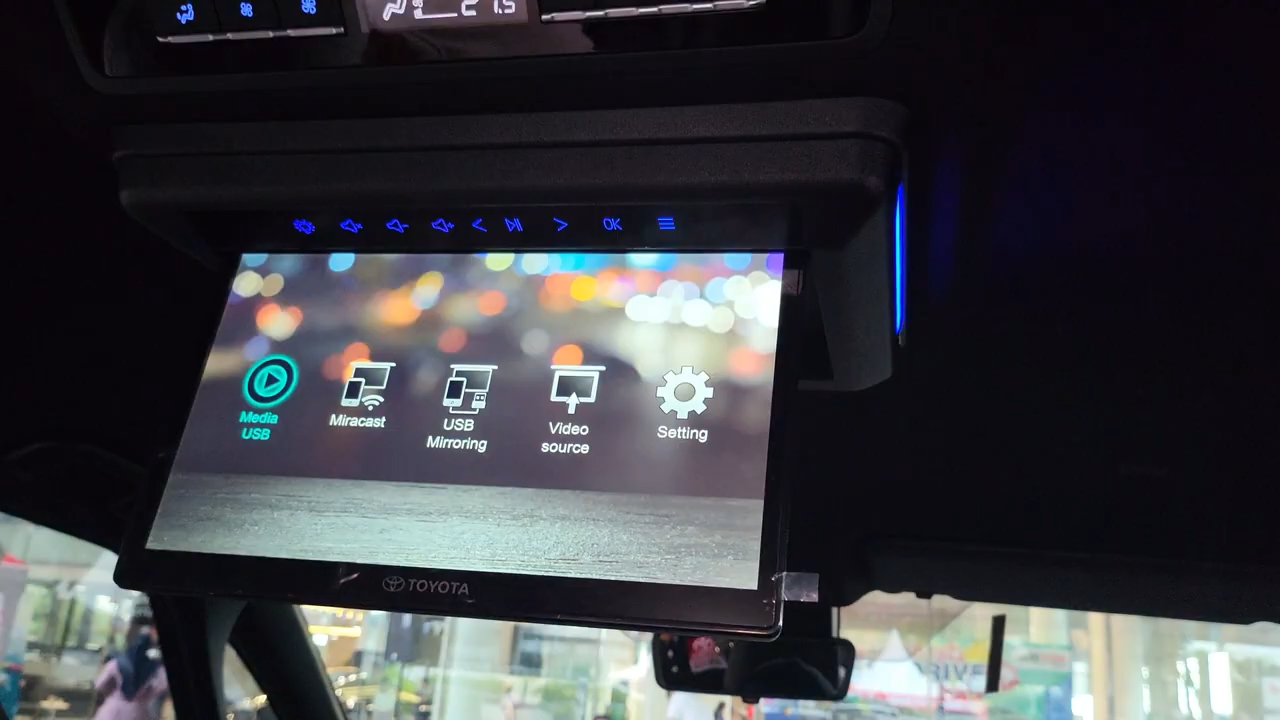 OK
Media
USB
Miracast
USB
Mirroring
Video
source
Setting
TOYOTA